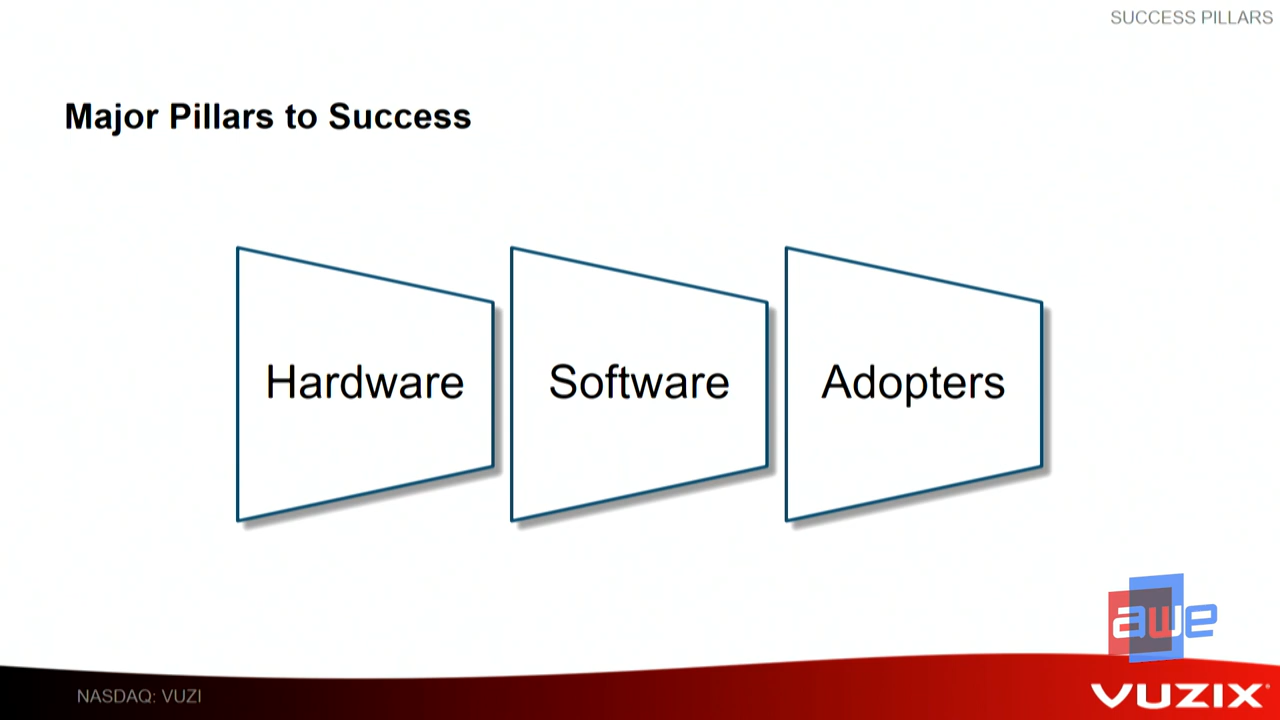 SUCCESS PILLARS
Major Pillars to Success
Hardware
Software
Adopters
awe
NASDAQ: VUZI
VUZIX®